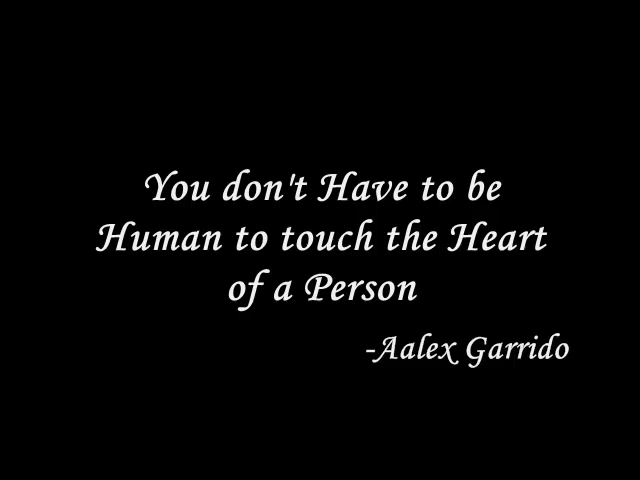 You don't Have to be
Human to touch the Heart
of a Person
-Aalex Garrido